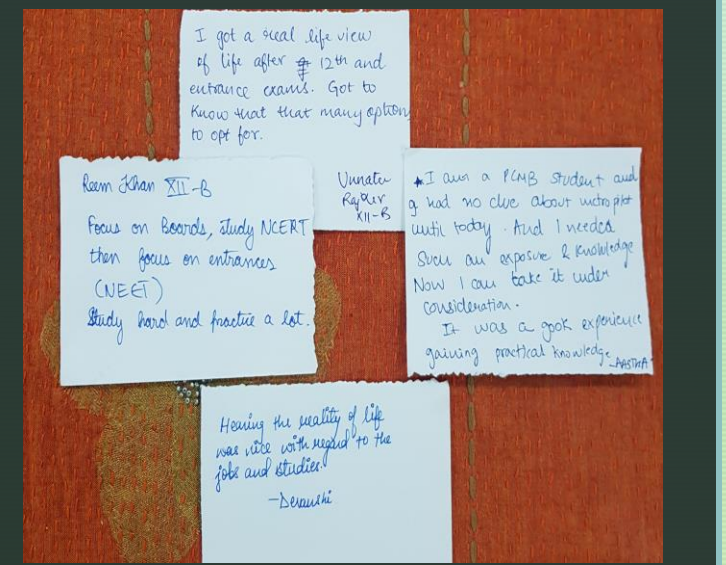 I got a real life view
of life after 12th and
entrance exams. Got to
know that that many option
to opt for.
Unnatee
XII-B
Reem Khan XII-B
Focus on Boards, study NCERT
then focus on entrances
(NEET)
Study hard and practice a lot.
I am a PCMB student and
I had no clue about
until today. And I needed
such an exposure & knowledge
Now I can take it under
consideration.
It was a gook experience
gaining practical knowledge
-AASTHA
Hearing the reality of life
was nice with regard to the
jobs and studies.
-Devanshi